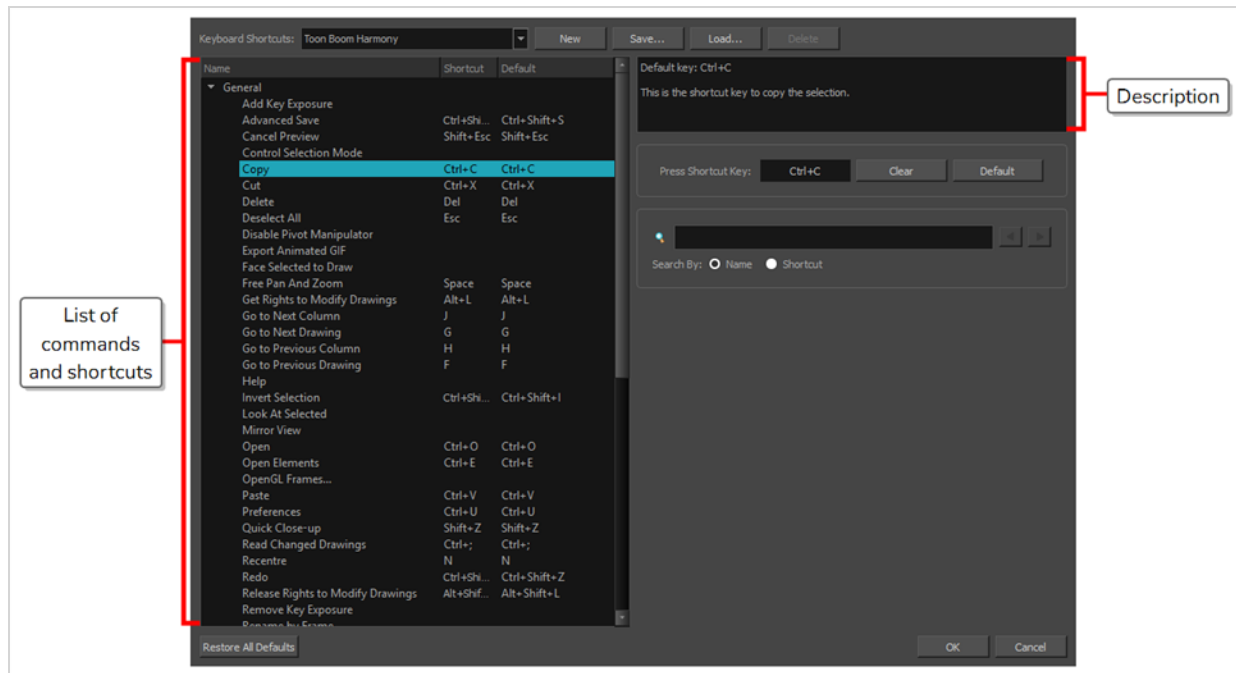 Keyboard Shortcuts: Toon Boom Harmony New Save... Load... Delete
Name Shortcut Default
General
Add Key Exposure
Advanced Save Ctrl+Shi... Ctrl+Shift+S
Cancel Preview Shift+Esc Shift+Esc
Control Selection Mode
Copy Ctrl+C Ctrl+C
Cut Ctrl+X Ctrl+X
Delete Del Del
Deselect All Esc Esc
Disable Pivot Manipulator
Export Animated GIF
Face Selected to Draw
Free Pan And Zoom Space Space
Get Rights to Modify Drawings Alt+L Alt+L
Go to Next Column J J
Go to Next Drawing G G
Go to Previous Column H H
Go to Previous Drawing F F
Help
Invert Selection Ctrl+Shi... Ctrl+Shift+I
Look At Selected
Mirror View
Open Ctrl+O Ctrl+O
Open Elements Ctrl+E Ctrl+E
OpenGL Frames...
Paste Ctrl+V Ctrl+V
Preferences Ctrl+U Ctrl+U
Quick Close-up Shift+Z Shift+Z
Read Changed Drawings Ctrl+; Ctrl+;
Recentre N N
Redo Ctrl+Shi... Ctrl+Shift+Z
Release Rights to Modify Drawings Alt+Shif... Alt+Shift+L
Remove Key Exposure
Rename by Frame
Restore All Defaults
Default key: Ctrl+C
This is the shortcut key to copy the selection.
Press Shortcut Key: Ctrl+C Clear Default
Search By: Name Shortcut
OK Cancel
Description
List of
commands
and shortcuts